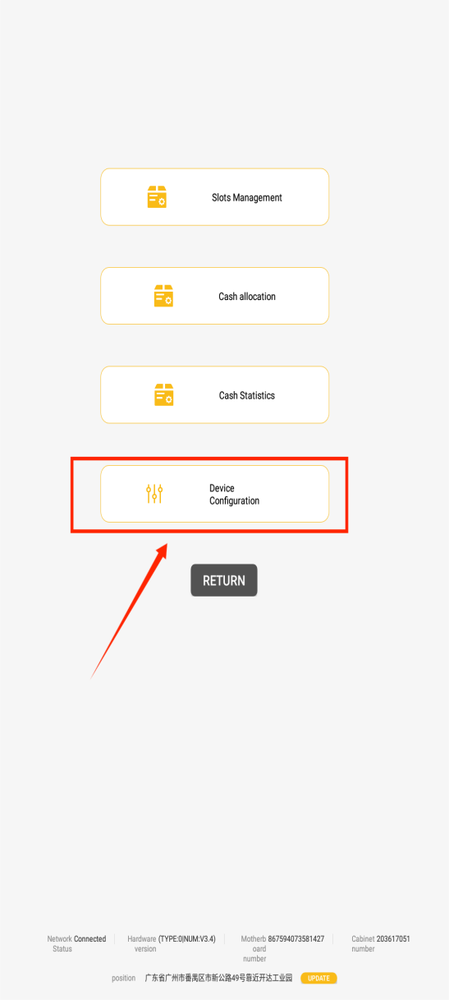 Slots Management
Cash allocation
Cash Statistics
Device
Configuration
RETURN
Network Connected Hardware (TYPE:0|NUM:V3.4) Motherb 867594073581427 Cabinet 203617051
Status version oard number
number
position 广东省广州市番禺区市新公路49号靠近开达工业园 UPDATE